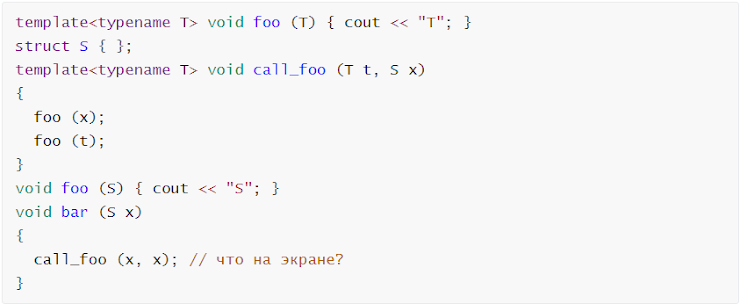 template<typename T> void foo (T) { cout << "T"; }
struct S { };
template<typename T> void call_foo (T t, S x)
{
  foo (x);
  foo (t);
}
void foo (S) { cout << "S"; }
void bar (S x)
{
  call_foo (x, x); // что на экране?
}